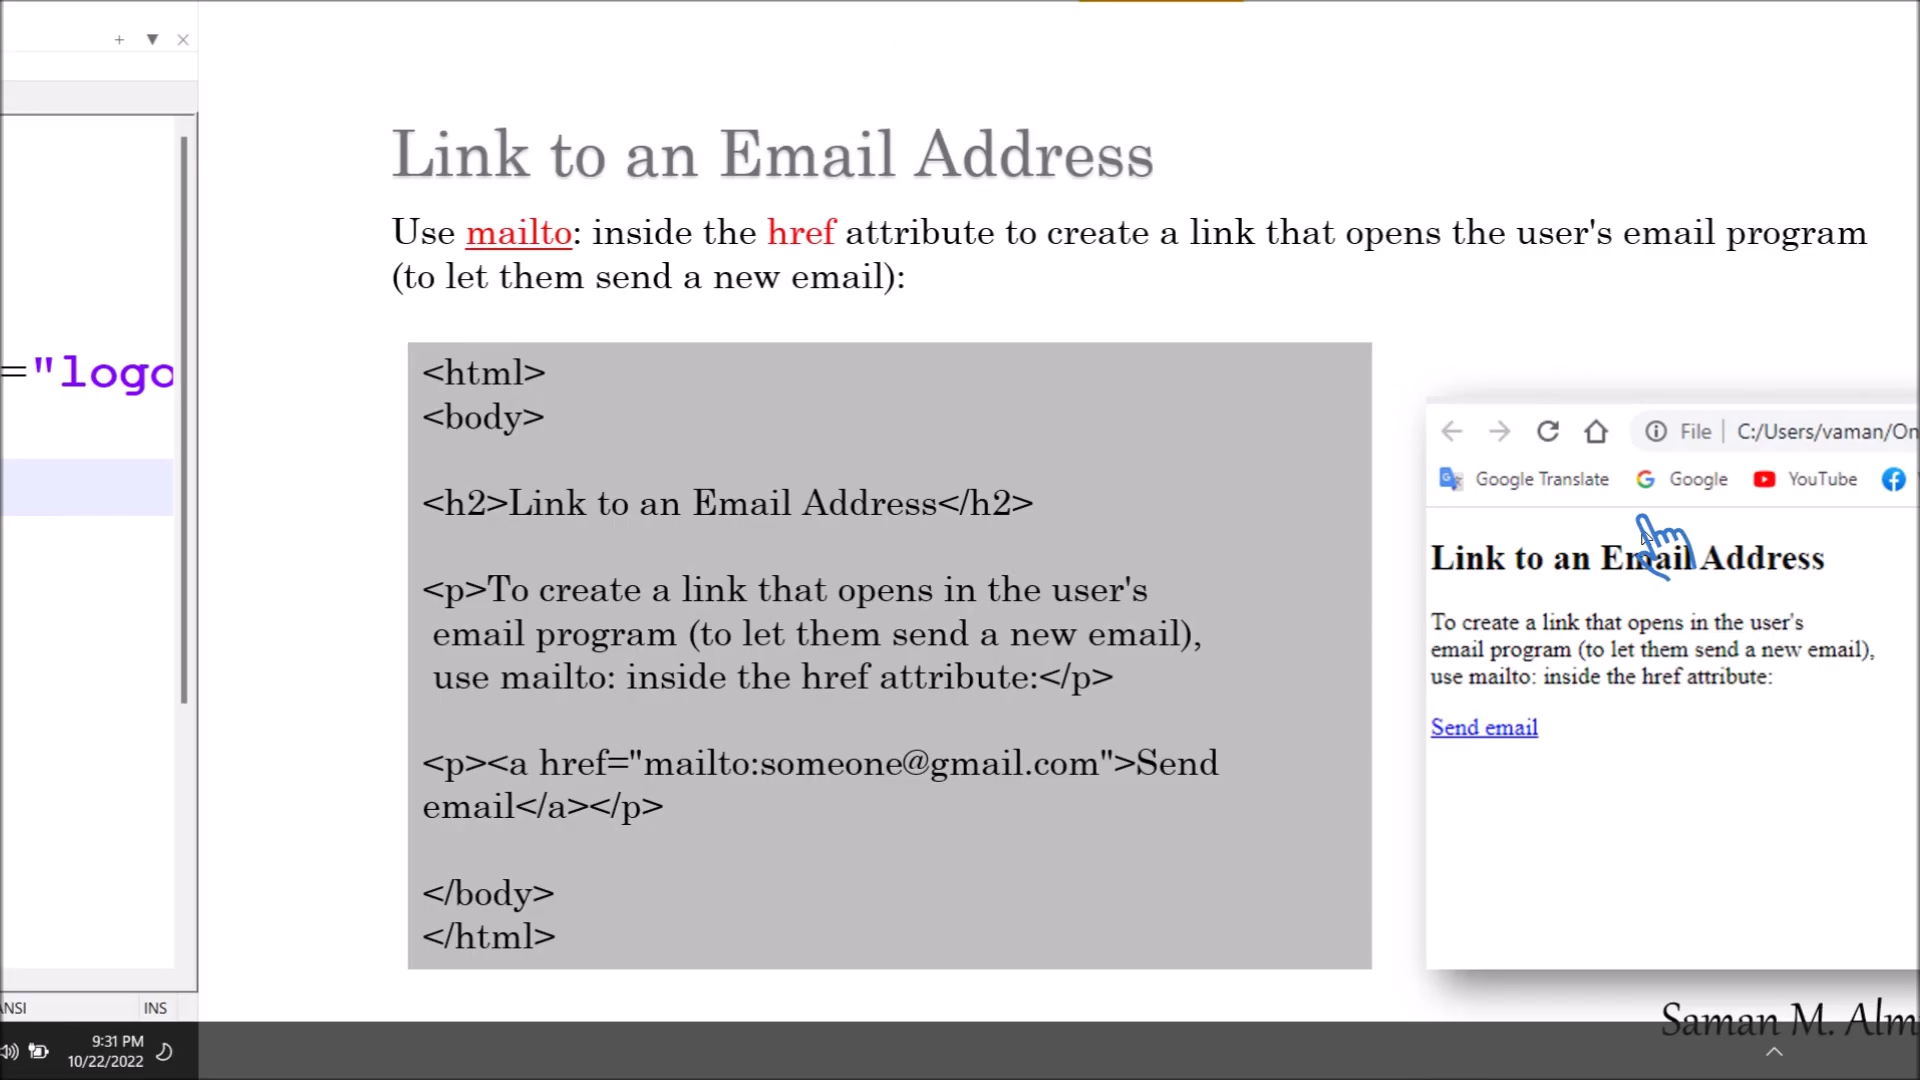 ="logo
ANSI
INS
9:31 PM
10/22/2022
Link to an Email Address
Use mailto: inside the href attribute to create a link that opens the user's email program
(to let them send a new email):
<html>
<body>
<h2>Link to an Email Address</h2>
<p>To create a link that opens in the user's
email program (to let them send a new email),
use mailto: inside the href attribute:</p>
<p><a href="mailto:someone@gmail.com">Send
email</a></p>
</body>
</html>
File | C:/Users/vaman/On
Google Translate Google YouTube
Link to an Email Address
To create a link that opens in the user's
email program (to let them send a new email),
use mailto: inside the href attribute:
Send email
Saman M. Alm